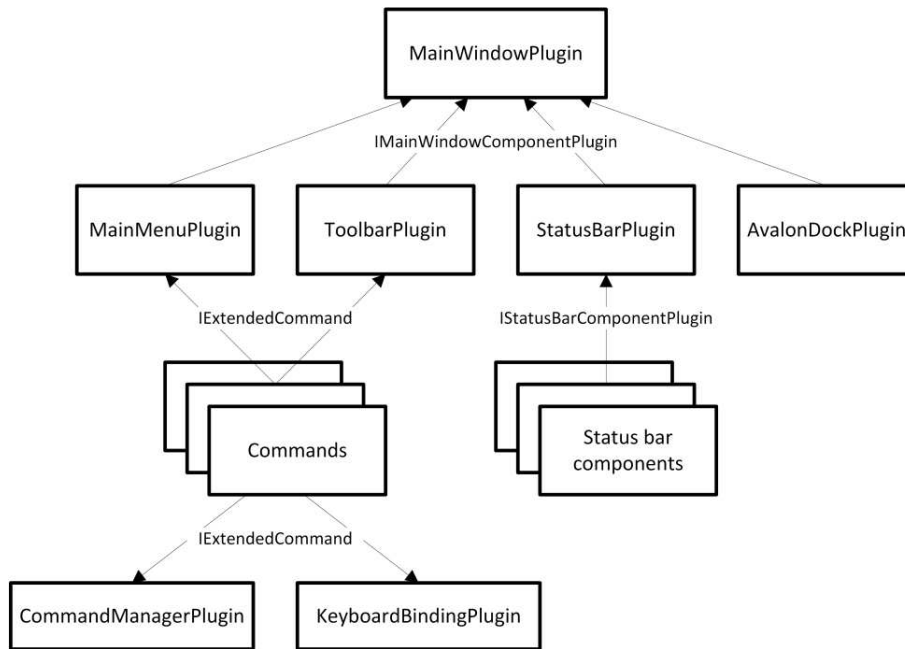 MainWindowPlugin
IMainWindowComponentPlugin
MainMenuPlugin
ToolbarPlugin
StatusBarPlugin
AvalonDockPlugin
IExtendedCommand
IStatusBarComponentPlugin
Commands
Status bar
components
IExtendedCommand
CommandManagerPlugin
KeyboardBindingPlugin